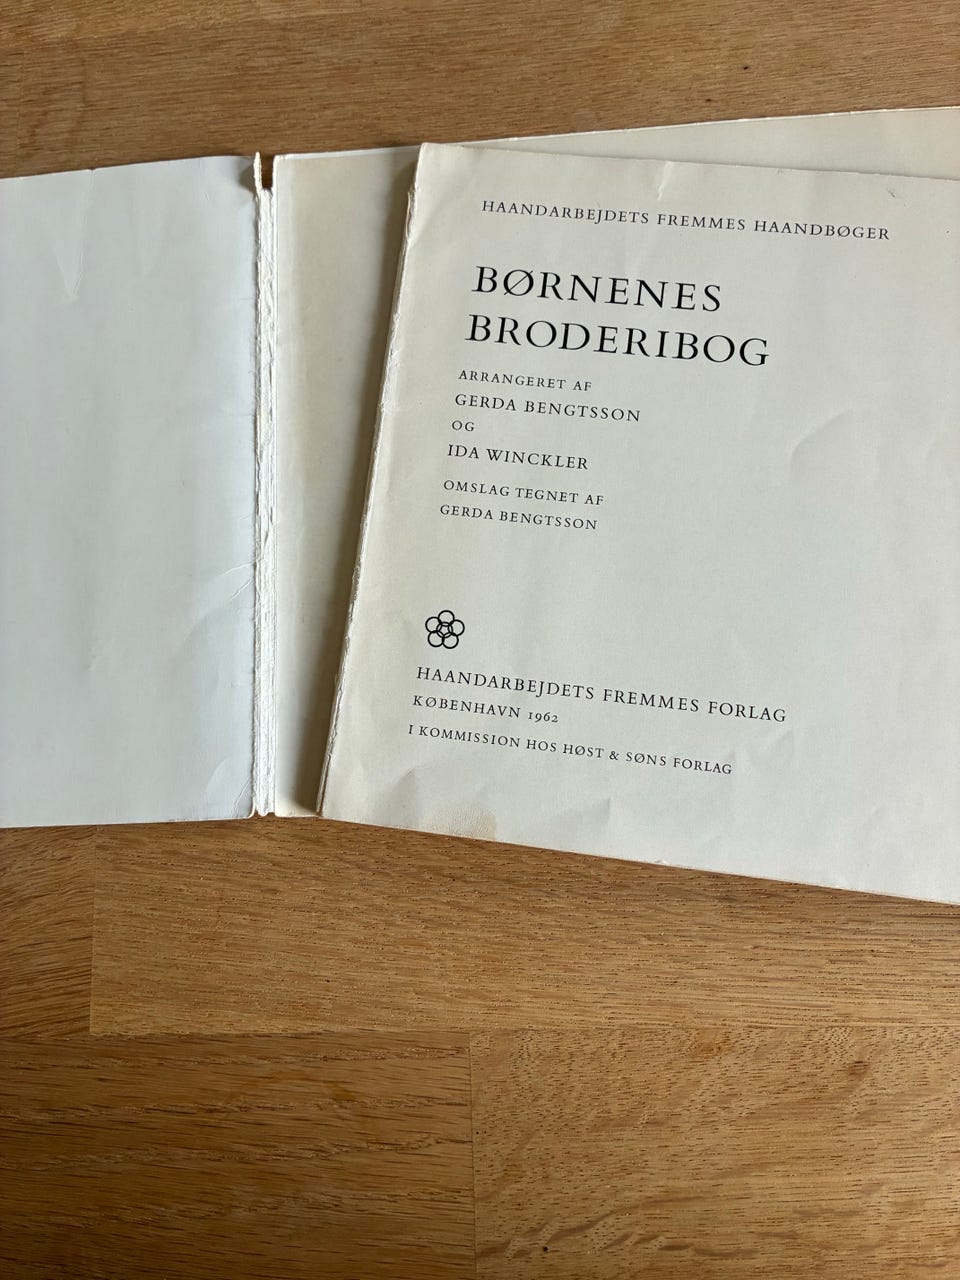 HAANDARBEJDETS FREMMES HAANDBØGER
BØRNENES
BRODERIBOG
ARRANGERET AF
GERDA BENGTSSON
OG
IDA WINCKLER
OMSLAG TEGNET AF
GERDA BENGTSSON
HAANDARBEJDETS FREMMES FORLAG
KØBENHAVN 1962
I KOMMISSION HOS HØST & SØNS FORLAG